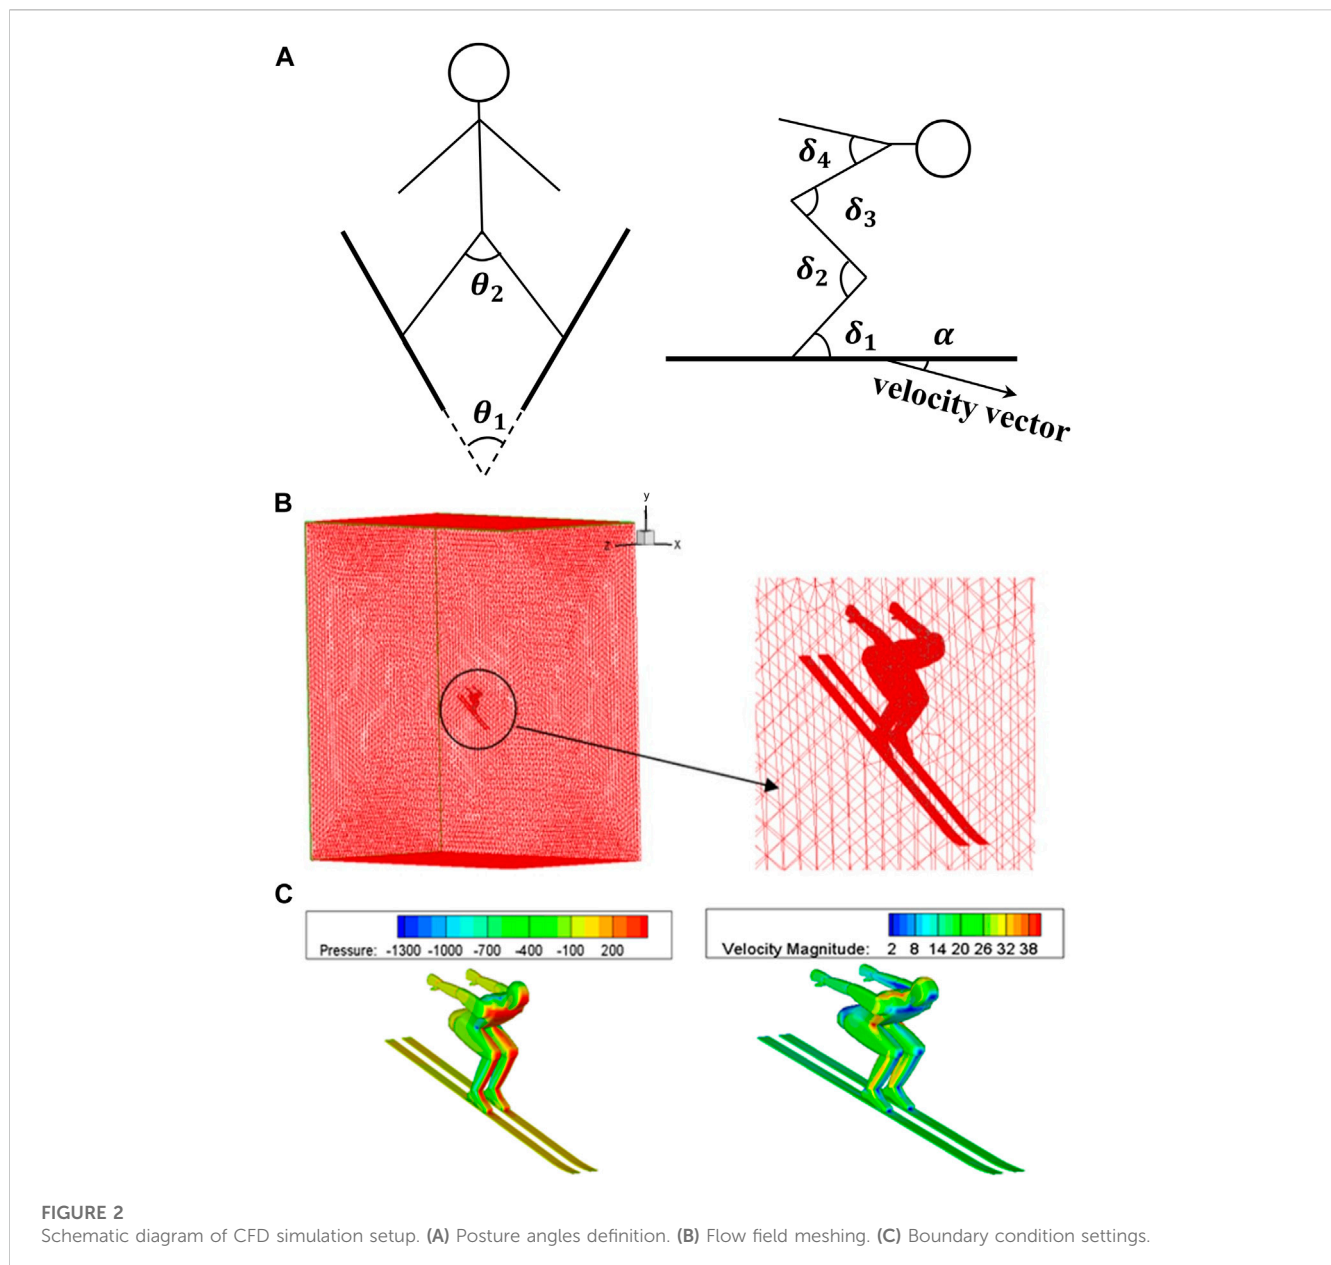 A
θ2
θ1
δ4
δ3
δ2
δ1
α
velocity vector
B
y
z
x
C
Pressure: -1300 -1000 -700 -400 -100 200
Velocity Magnitude: 2 8 14 20 26 32 38
FIGURE 2
Schematic diagram of CFD simulation setup. (A) Posture angles definition. (B) Flow field meshing. (C) Boundary condition settings.